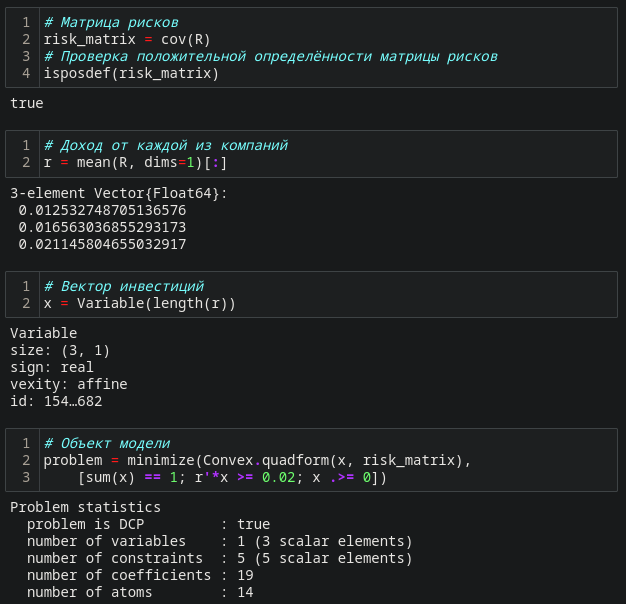 1 # Матрица рисков
2 risk_matrix = cov(R)
3 # Проверка положительной определённости матрицы рисков
4 isposdef(risk_matrix)
true
1 # Доход от каждой из компаний
2 r = mean(R, dims=1)[:]
3-element Vector{Float64}:
 0.012532748705136576
 0.016563036855293173
 0.021145804655032917
1 # Вектор инвестиций
2 x = Variable(length(r))
Variable
size: (3, 1)
sign: real
vexity: affine
id: 154…682
1 # Объект модели
2 problem = minimize(Convex.quadform(x, risk_matrix),
3     [sum(x) == 1; r'*x >= 0.02; x .>= 0])
Problem statistics
  problem is DCP         : true
  number of variables    : 1 (3 scalar elements)
  number of constraints  : 5 (5 scalar elements)
  number of coefficients : 19
  number of atoms        : 14